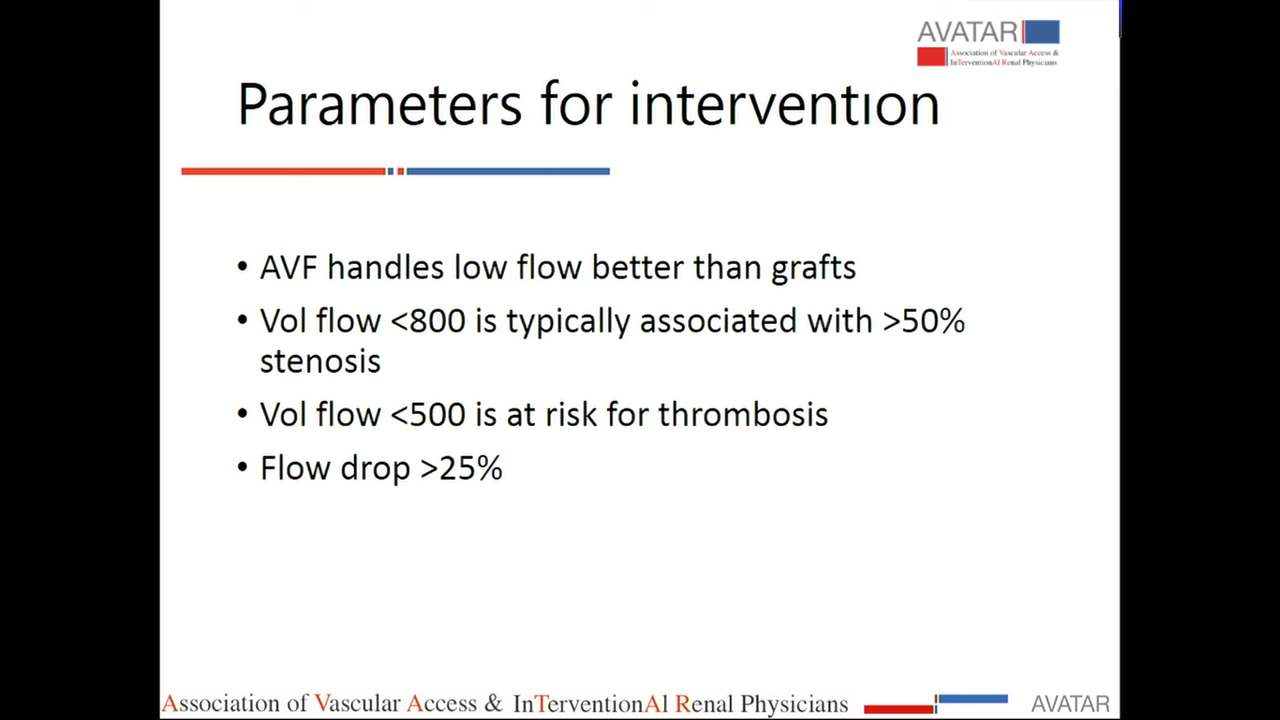 AVATAR
Association of Vascular Access &
InTerventionAl Renal Physicians
Parameters for intervention
• AVF handles low flow better than grafts
• Vol flow <800 is typically associated with >50%
stenosis
• Vol flow <500 is at risk for thrombosis
• Flow drop >25%
Association of Vascular Access & InTerventionAl Renal Physicians
AVATAR